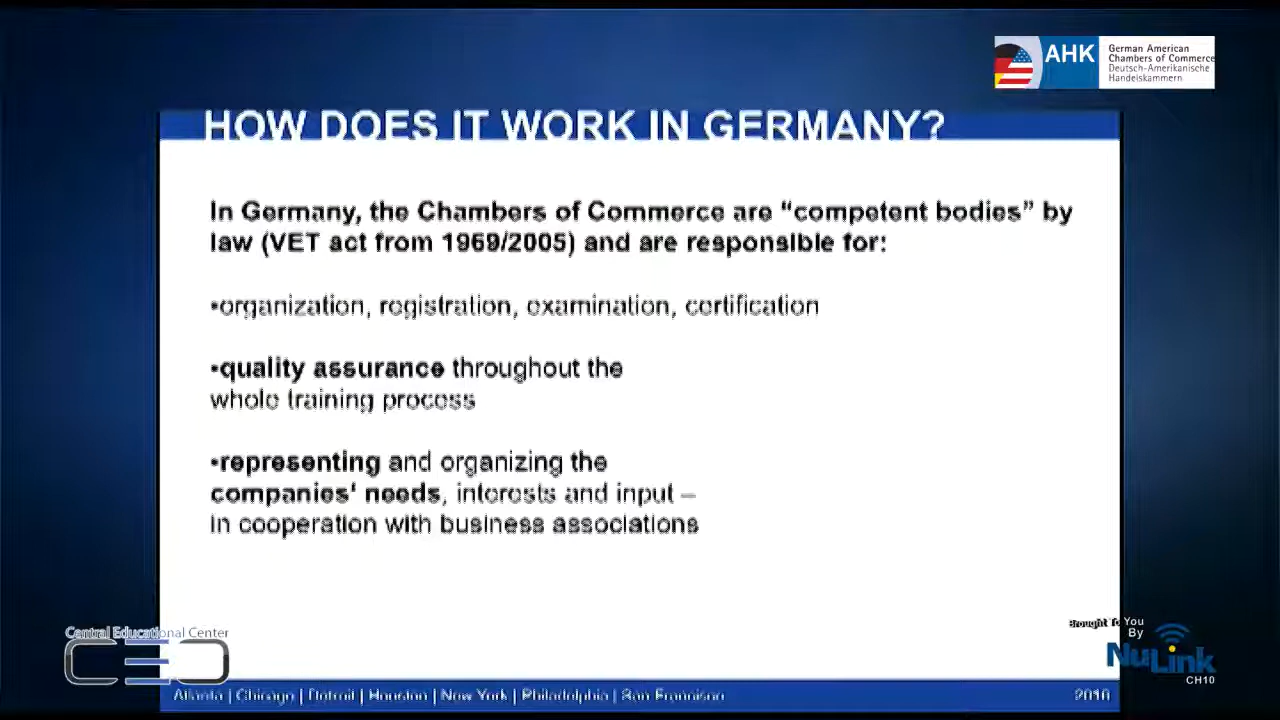 AHK
German American
Chambers of Commerce
Deutsch-Amerikanische
Handelskammern
HOW DOES IT WORK IN GERMANY?
In Germany, the Chambers of Commerce are “competent bodies” by
law (VET act from 1969/2005) and are responsible for:
•organization, registration, examination, certification
•quality assurance throughout the
whole training process
•representing and organizing the
companies' needs, interests and input –
in cooperation with business associations
Central Educational Center
CEC
Brought To You
By
NuLink
CH10
Atlanta | Chicago | Detroit | Houston | New York | Philadelphia | San Francisco
2016